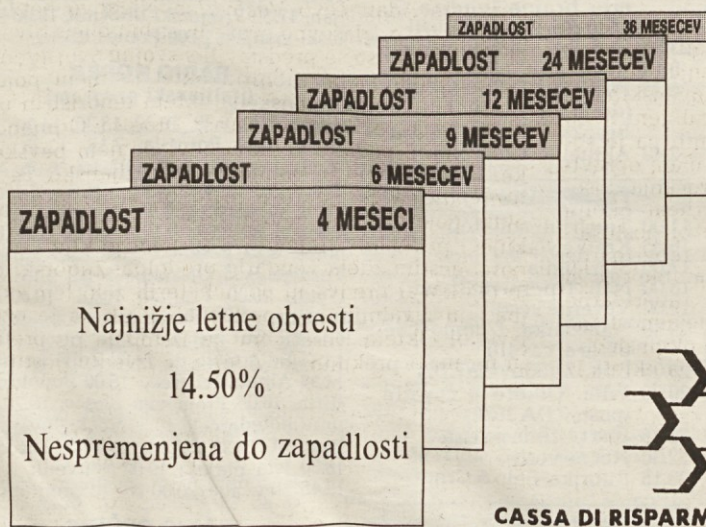 ZAPADLOST 36 MESECEV
ZAPADLOST 24 MESECEV
ZAPADLOST 12 MESECEV
ZAPADLOST 9 MESECEV
ZAPADLOST 6 MESECEV
ZAPADLOST 4 MESECI
Najnižje letne obresti
14.50%
Nespremenjena do zapadlosti
CASSA DI RISPARM